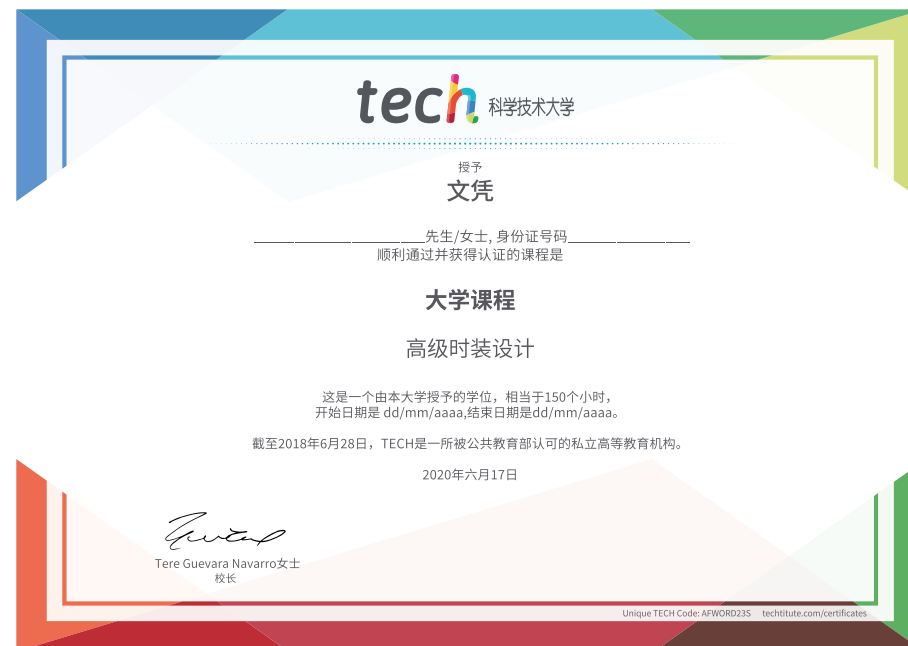 tech 科学技术大学
授予
文凭
________________________先生/女士, 身份证号码_________________
顺利通过并获得认证的课程是
大学课程
高级时装设计
这是一个由本大学授予的学位，相当于150个小时，
开始日期是 dd/mm/aaaa,结束日期是dd/mm/aaaa。
截至2018年6月28日，TECH是一所被公共教育部认可的私立高等教育机构。
2020年六月17日
Tere Guevara Navarro女士
校长
Unique TECH Code: AFWORD23S techtitute.com/certificates